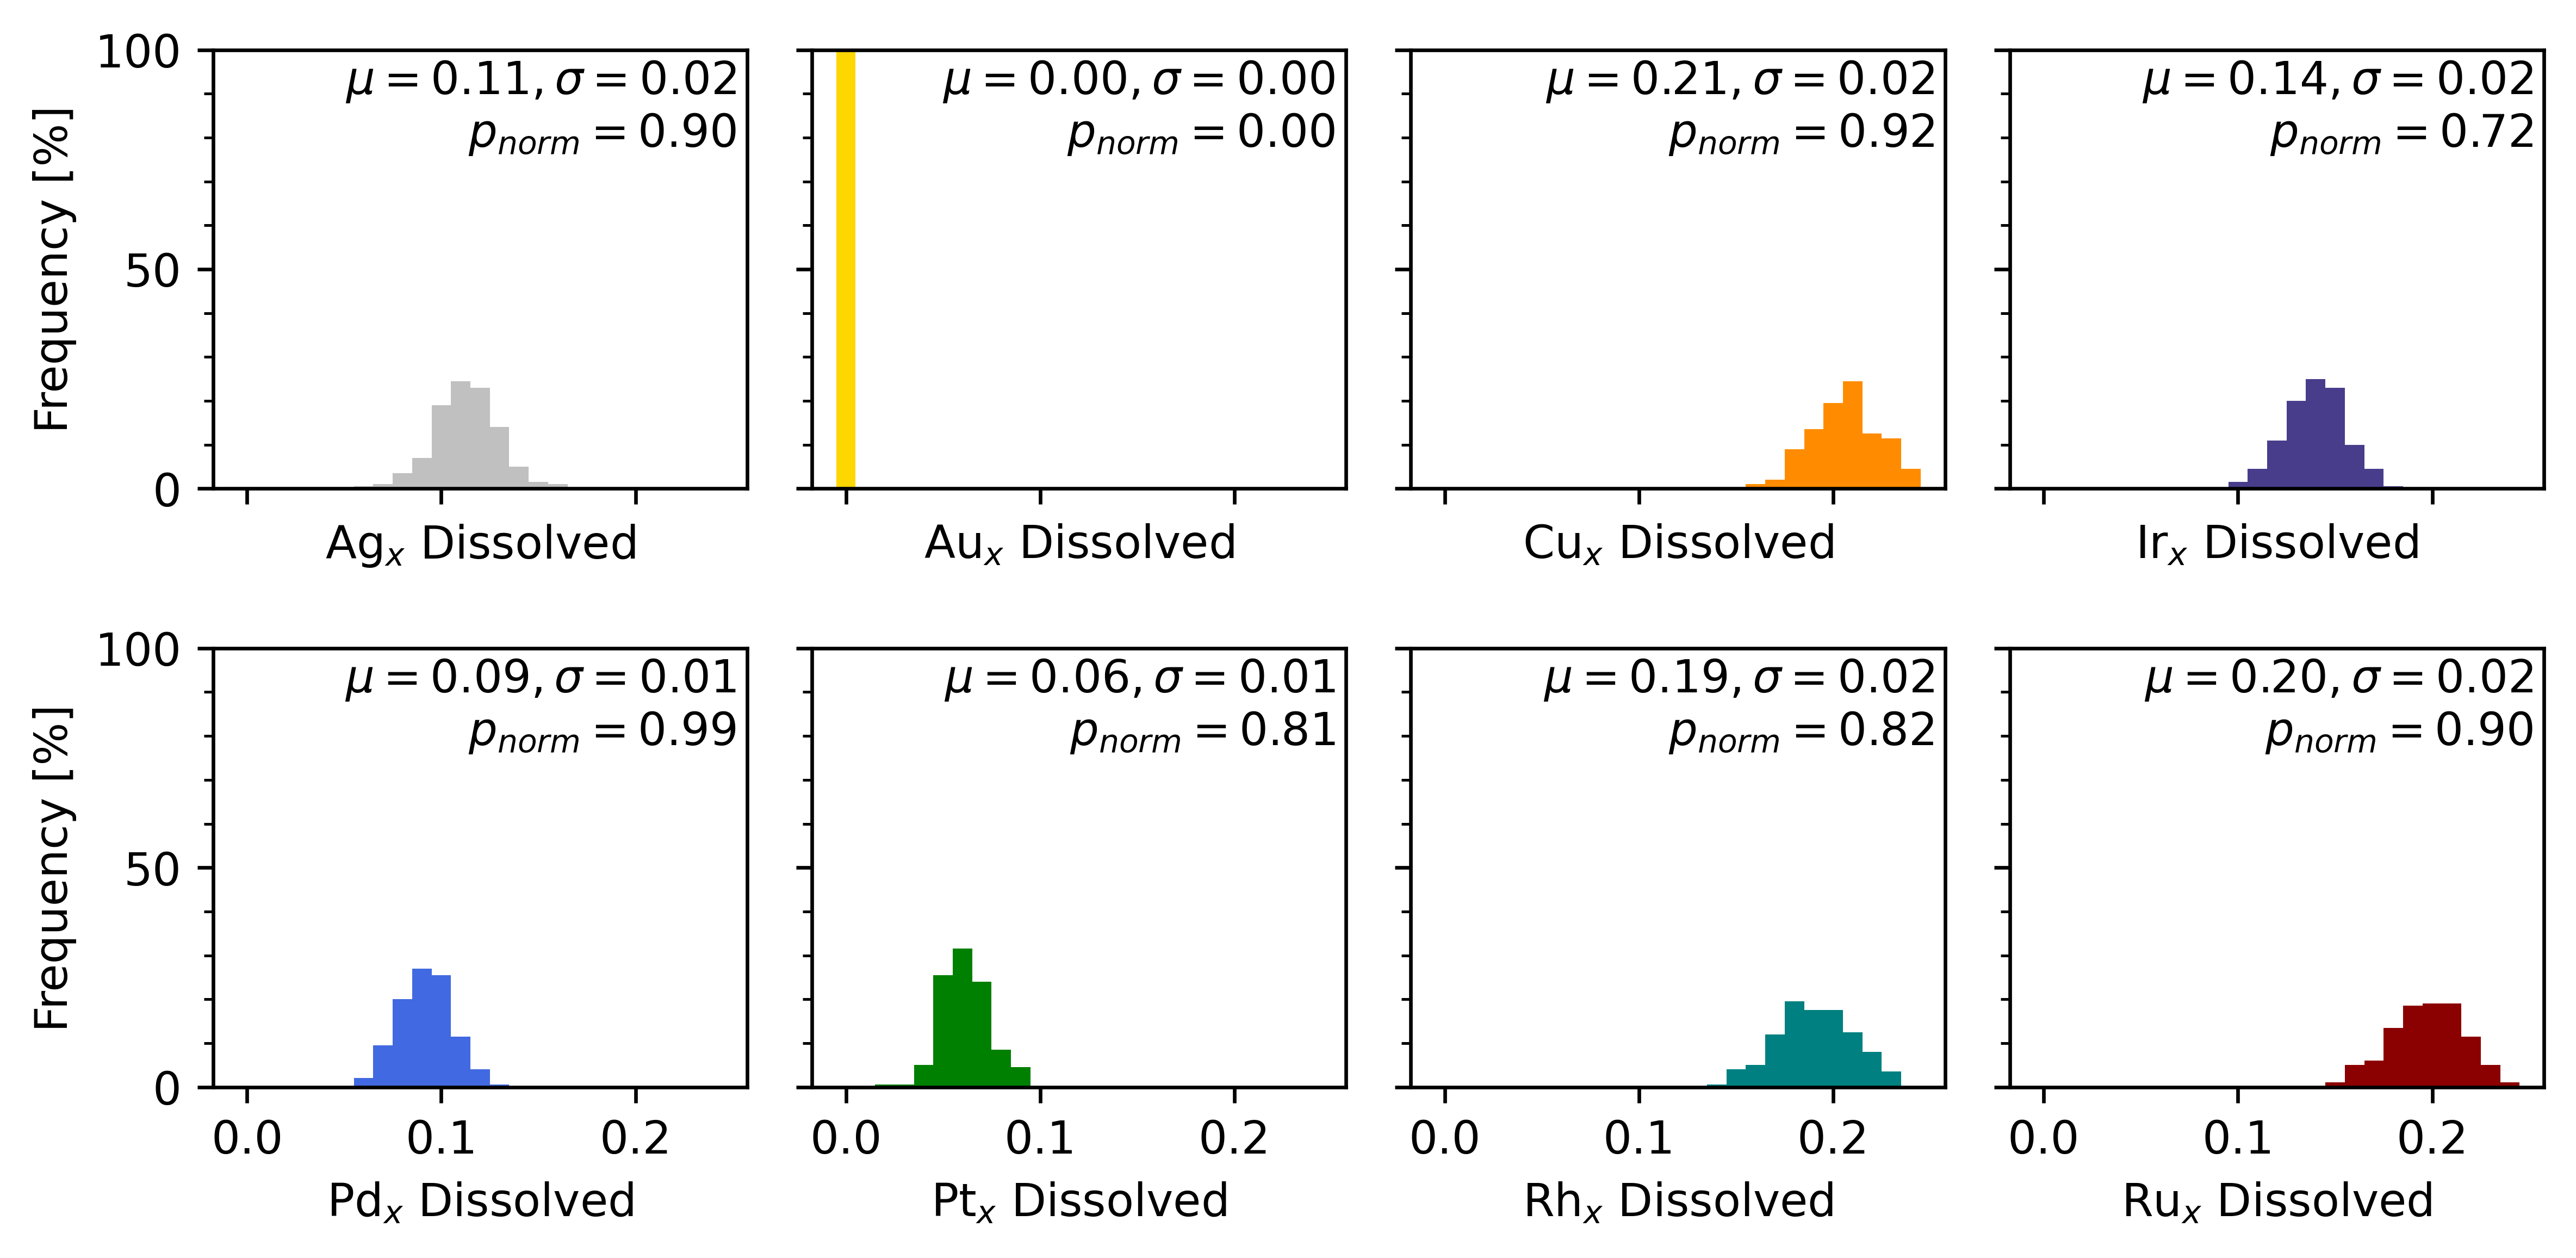 Frequency [%]
100
50
0
μ = 0.11, σ = 0.02
p_norm = 0.90
Ag_x Dissolved
μ = 0.00, σ = 0.00
p_norm = 0.00
Au_x Dissolved
μ = 0.21, σ = 0.02
p_norm = 0.92
Cu_x Dissolved
μ = 0.14, σ = 0.02
p_norm = 0.72
Ir_x Dissolved
Frequency [%]
100
50
0
μ = 0.09, σ = 0.01
p_norm = 0.99
0.0 0.1 0.2
Pd_x Dissolved
μ = 0.06, σ = 0.01
p_norm = 0.81
0.0 0.1 0.2
Pt_x Dissolved
μ = 0.19, σ = 0.02
p_norm = 0.82
0.0 0.1 0.2
Rh_x Dissolved
μ = 0.20, σ = 0.02
p_norm = 0.90
0.0 0.1 0.2
Ru_x Dissolved